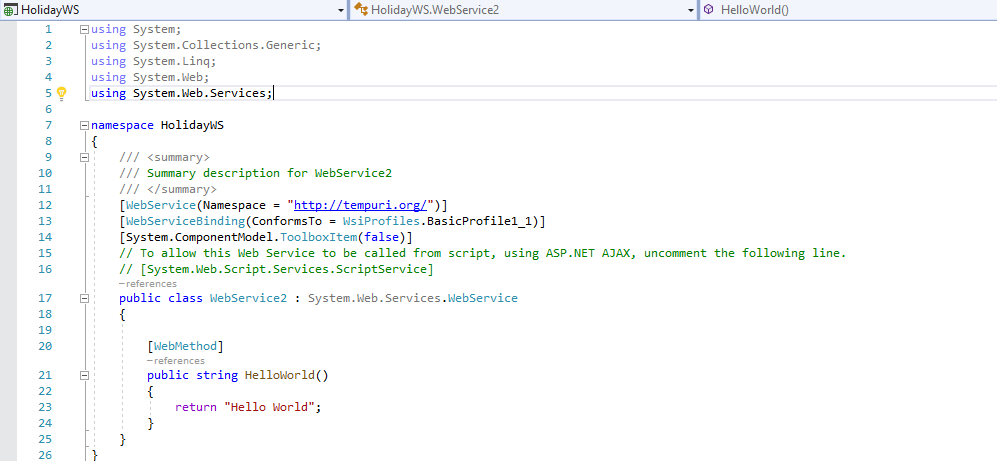 HolidayWS HolidayWS.WebService2 HelloWorld()
1 using System;
2 using System.Collections.Generic;
3 using System.Linq;
4 using System.Web;
5 using System.Web.Services;
6
7 namespace HolidayWS
8 {
9 /// <summary>
10 /// Summary description for WebService2
11 /// </summary>
12 [WebService(Namespace = "http://tempuri.org/")]
13 [WebServiceBinding(ConformsTo = WsiProfiles.BasicProfile1_1)]
14 [System.ComponentModel.ToolboxItem(false)]
15 // To allow this Web Service to be called from script, using ASP.NET AJAX, uncomment the following line.
16 // [System.Web.Script.Services.ScriptService]
–references
17 public class WebService2 : System.Web.Services.WebService
18 {
19
20 [WebMethod]
–references
21 public string HelloWorld()
22 {
23 return "Hello World";
24 }
25 }
26 }